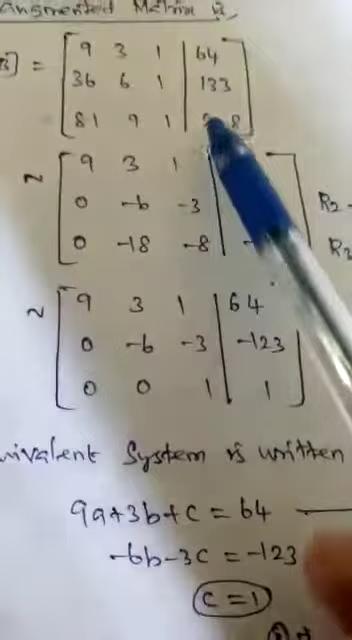 Augmented Matrix is,
B] = [ 9 3 1 | 64 ]
36 6 1 | 133
81 9 1 | 8
~ [ 9 3 1 ]
0 -6 -3 R2 -
0 -18 -8 - R3
~ [ 9 3 1 | 64 ]
0 -6 -3 | -123
0 0 1 | 1
uivalent System is written
9a+3b+c = 64
-6b-3c = -123
c = 1